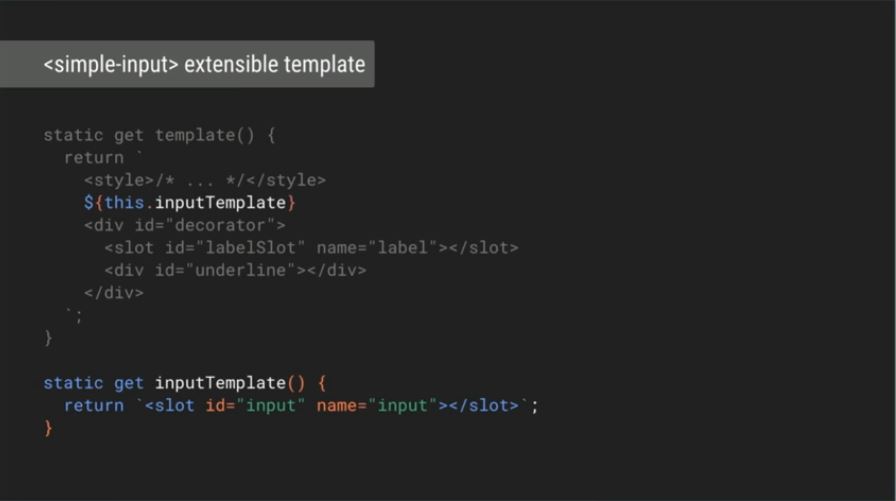 <simple-input> extensible template
static get template() {
  return `
    <style>/* ... */</style>
    ${this.inputTemplate}
    <div id="decorator">
      <slot id="labelSlot" name="label"></slot>
      <div id="underline"></div>
    </div>
  `;
}
static get inputTemplate() {
  return `<slot id="input" name="input"></slot>`;
}